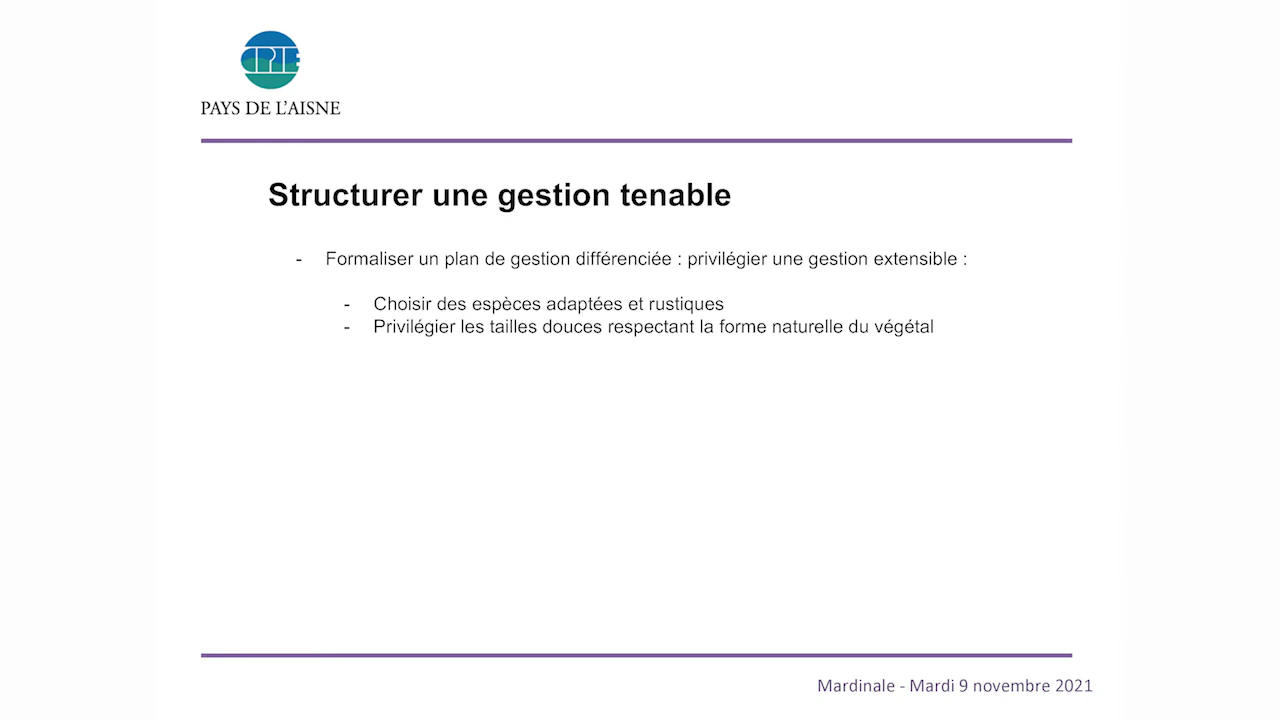 CPIE
PAYS DE L'AISNE
Structurer une gestion tenable
- Formaliser un plan de gestion différenciée : privilégier une gestion extensible :
- Choisir des espèces adaptées et rustiques
- Privilégier les tailles douces respectant la forme naturelle du végétal
Mardinale - Mardi 9 novembre 2021